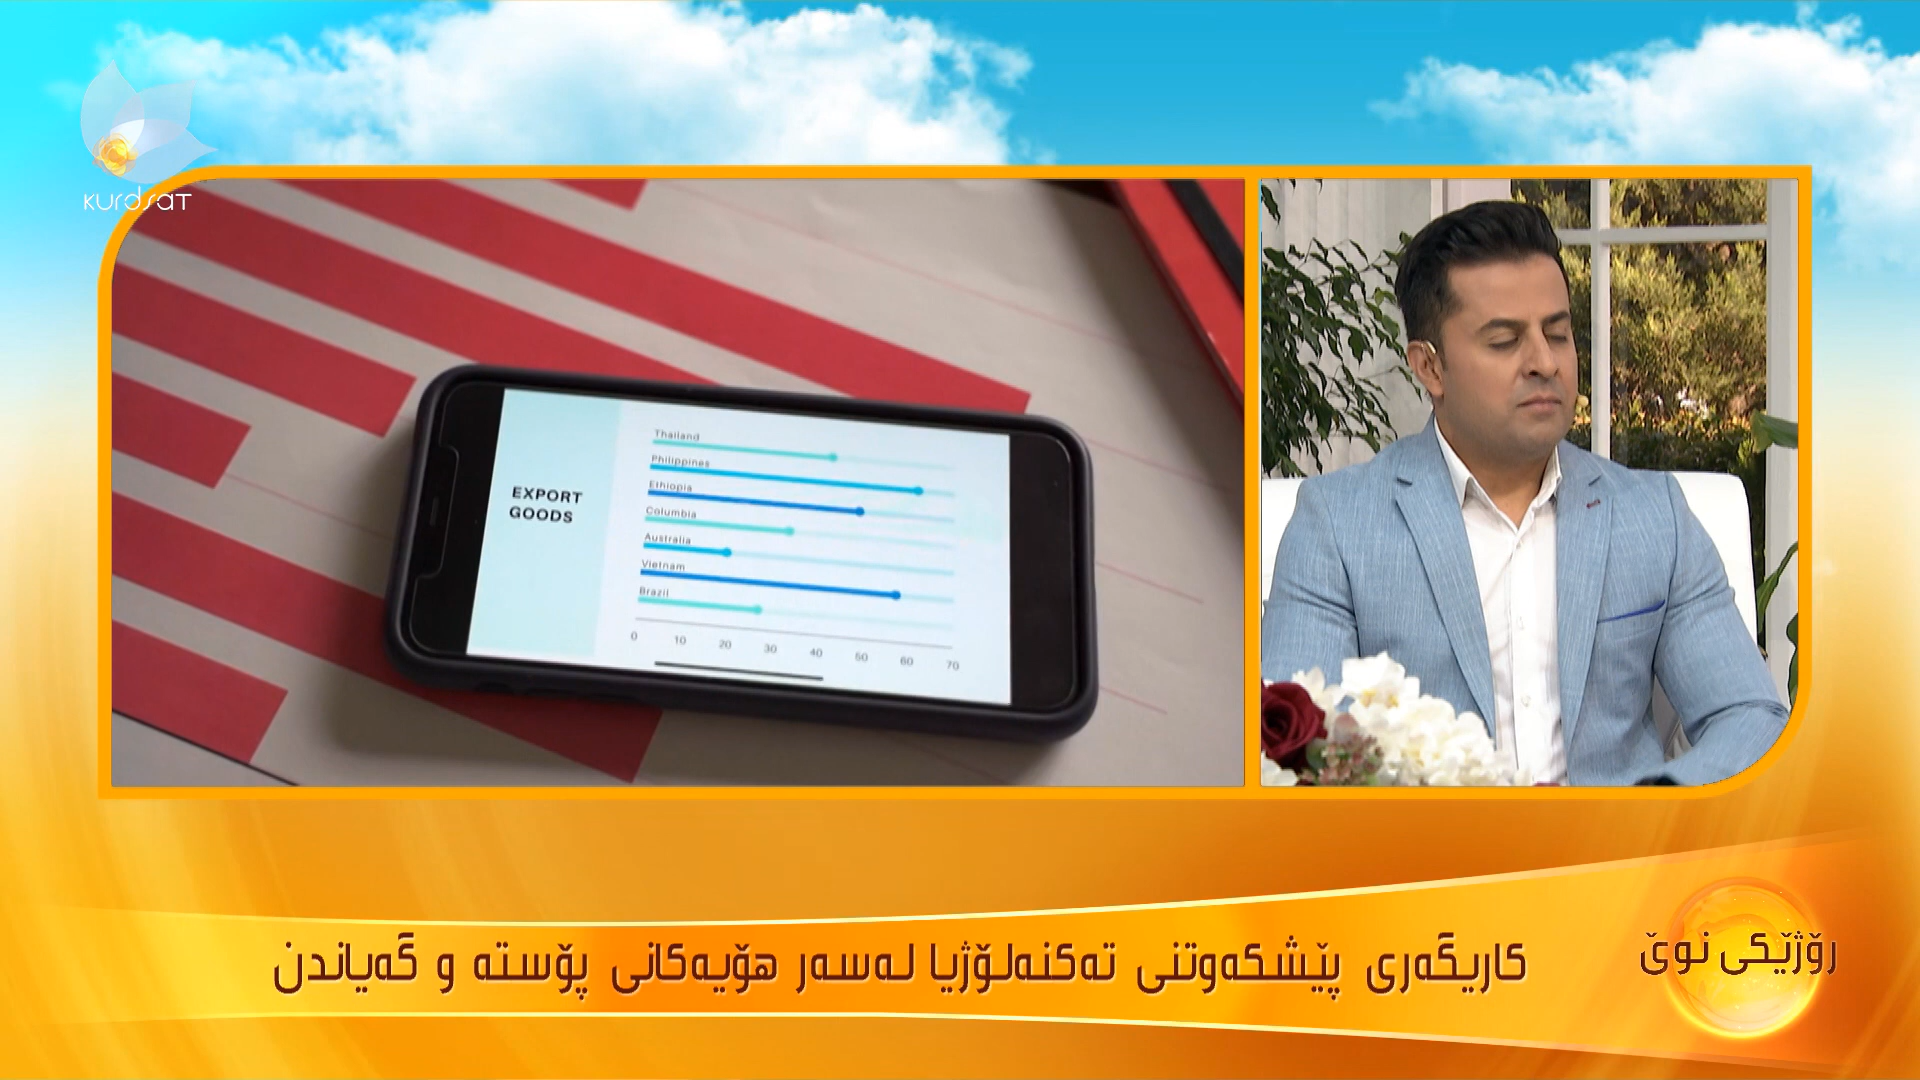 KURDSAT
EXPORT
GOODS
Thailand
Philippines
Ethiopia
Columbia
Australia
Vietnam
Brazil
0 10 20 30 40 50 60 70
رۆژێکی نوێ
کاریگەری پێشکەوتنی تەکنەلۆژیا لەسەر هۆیەکانی پۆستە و گەیاندن